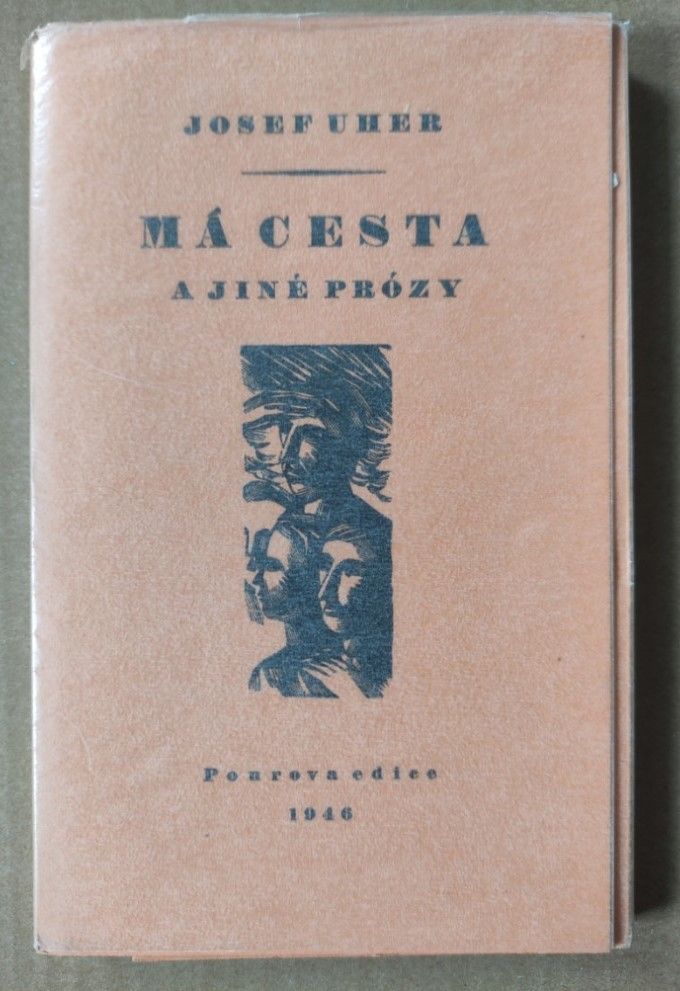 JOSEF UHER
MÁ CESTA
A JINÉ PRÓZY
Pourova edice
1946